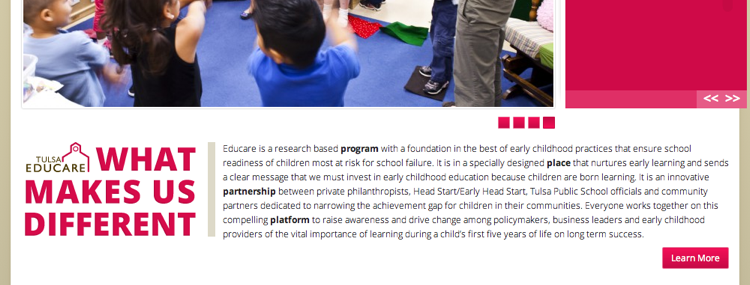 << >>
TULSA
EDUCARE
WHAT
MAKES US
DIFFERENT
Educare is a research based program with a foundation in the best of early childhood practices that ensure school
readiness of children most at risk for school failure. It is in a specially designed place that nurtures early learning and sends
a clear message that we must invest in early childhood education because children are born learning. It is an innovative
partnership between private philanthropists, Head Start/Early Head Start, Tulsa Public School officials and community
partners dedicated to narrowing the achievement gap for children in their communities. Everyone works together on this
compelling platform to raise awareness and drive change among policymakers, business leaders and early childhood
providers of the vital importance of learning during a child's first five years of life on long term success.
Learn More